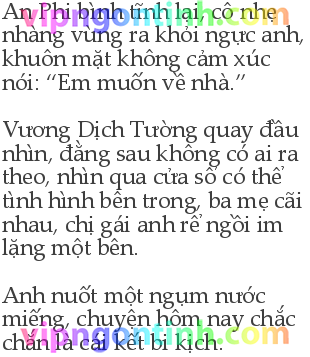 An Phi bình tĩnh lại, cô nhẹ
nhàng vùng ra khỏi ngực anh,
khuôn mặt không cảm xúc
nói: “Em muốn về nhà.”
Vương Dịch Tường quay đầu
nhìn, đằng sau không có ai ra
theo, nhìn qua cửa sổ có thể
tình hình bên trong, ba mẹ cãi
nhau, chị gái anh rể ngồi im
lặng một bên.
Anh nuốt một ngụm nước
miếng, chuyện hôm nay chắc
chắn là cái kết bi kịch.
vipngontinh.com
vipngontinh.com